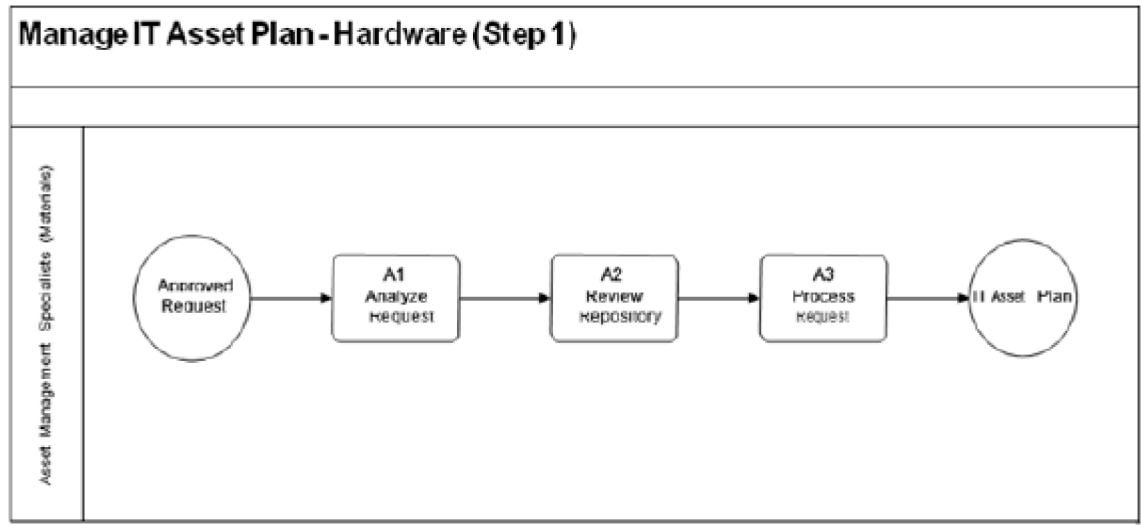 Manage IT Asset Plan - Hardware (Step 1)
Asset Management Specialists (Materials)
Approved
Request
A1
Analyze
Request
A2
Review
Repository
A3
Process
Request
IT Asset Plan